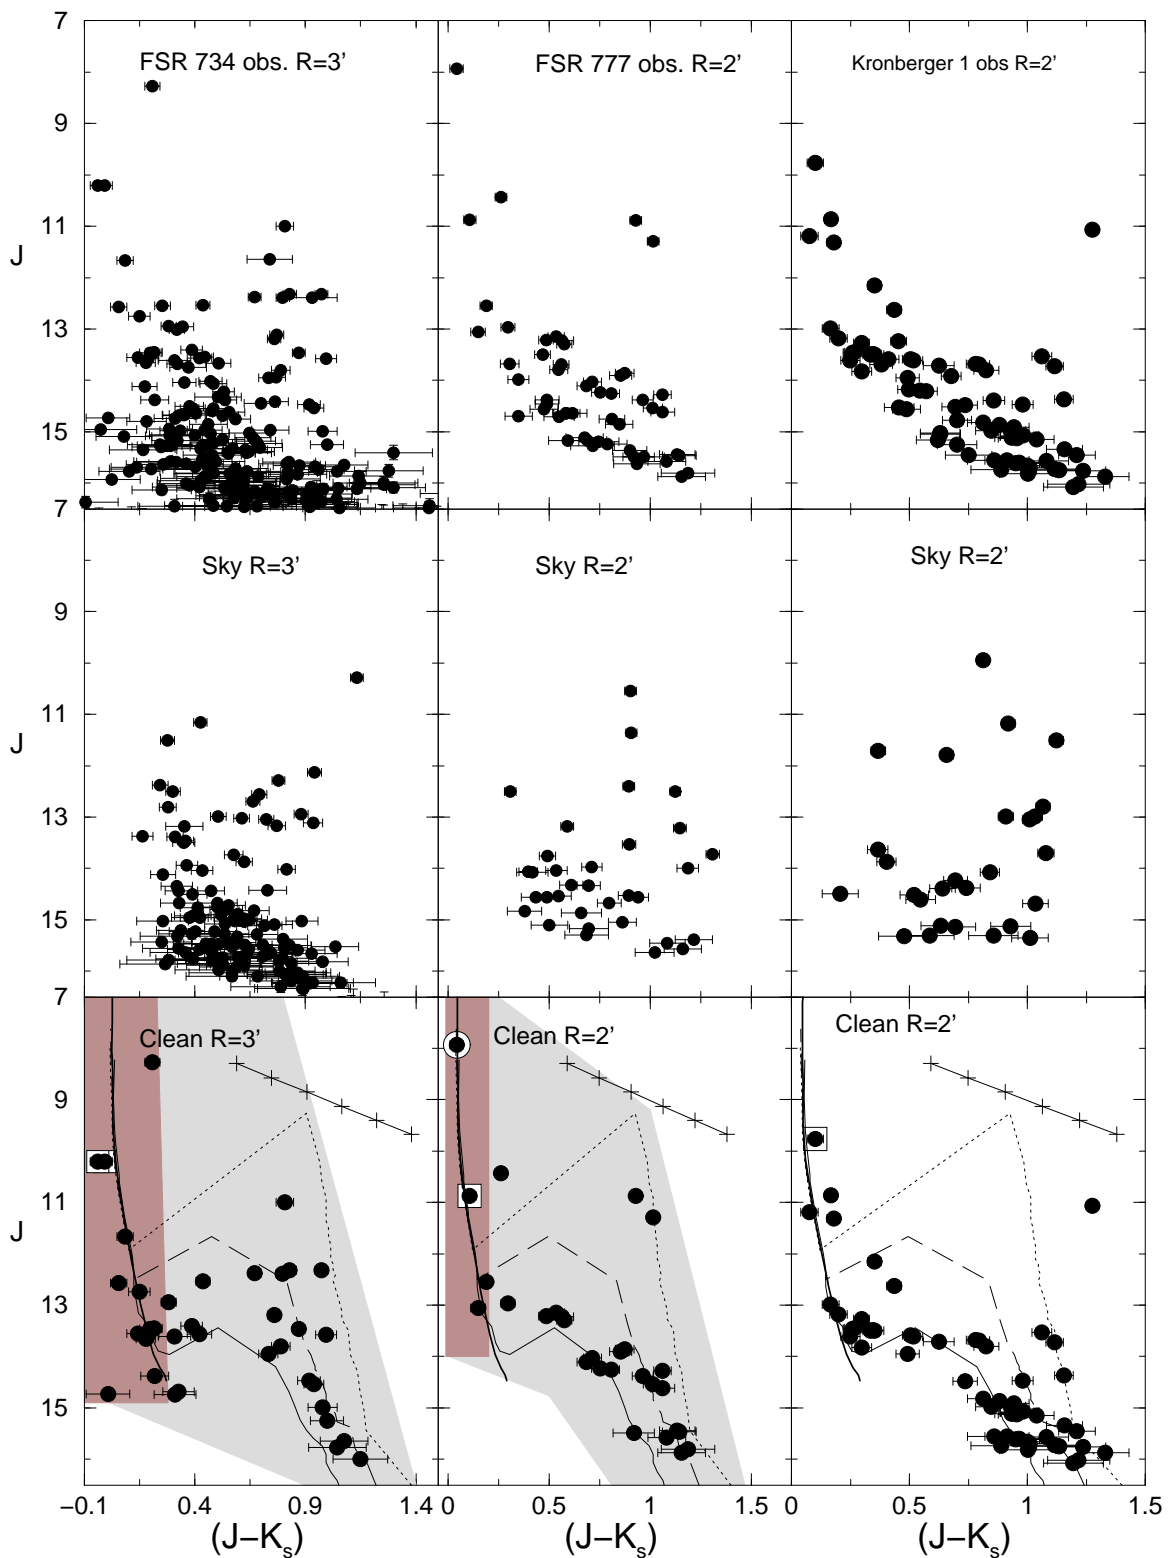 7
FSR 734 obs. R=3’
FSR 777 obs. R=2’
Kronberger 1 obs R=2’
9
11
J
13
15
7
Sky R=3’
Sky R=2’
Sky R=2’
9
11
J
13
15
7
Clean R=3’
Clean R=2’
Clean R=2’
9
11
J
13
15
−0.1 0.4 0.9 1.4 0 0.5 1 0 0.5 1 1.5
(J−Ks) (J−Ks) (J−Ks)